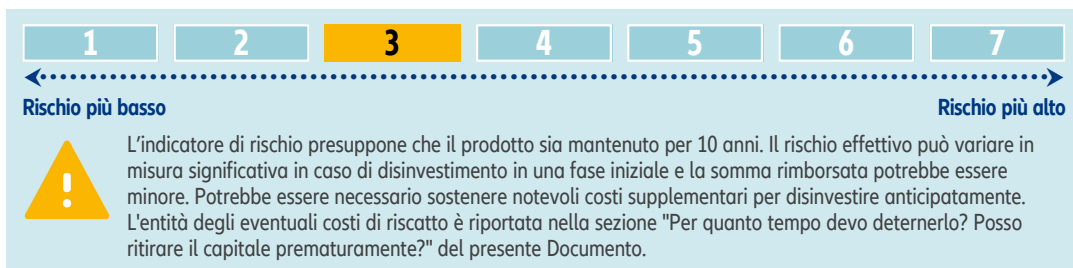 1 2 3 4 5 6 7
Rischio più basso Rischio più alto
L'indicatore di rischio presuppone che il prodotto sia mantenuto per 10 anni. Il rischio effettivo può variare in
misura significativa in caso di disinvestimento in una fase iniziale e la somma rimborsata potrebbe essere
minore. Potrebbe essere necessario sostenere notevoli costi supplementari per disinvestire anticipatamente.
L'entità degli eventuali costi di riscatto è riportata nella sezione "Per quanto tempo devo deternerlo? Posso
ritirare il capitale prematuramente?" del presente Documento.